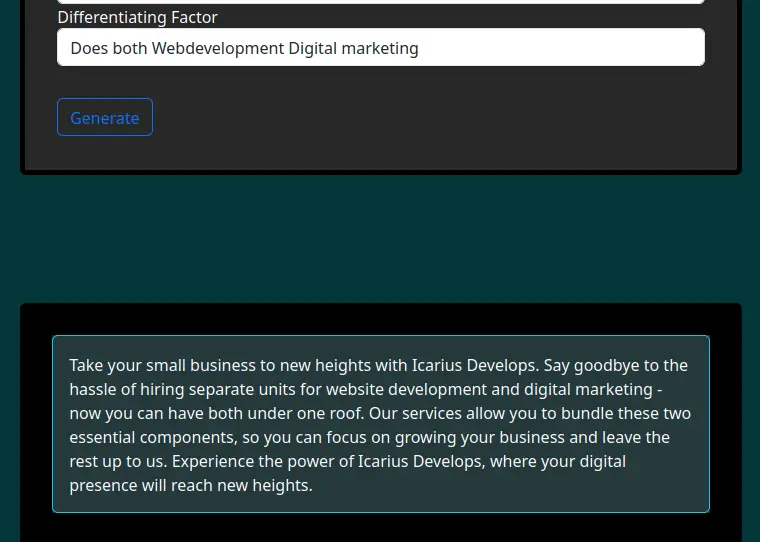 Differentiating Factor
Does both Webdevelopment Digital marketing
Generate
Take your small business to new heights with Icarius Develops. Say goodbye to the
hassle of hiring separate units for website development and digital marketing -
now you can have both under one roof. Our services allow you to bundle these two
essential components, so you can focus on growing your business and leave the
rest up to us. Experience the power of Icarius Develops, where your digital
presence will reach new heights.